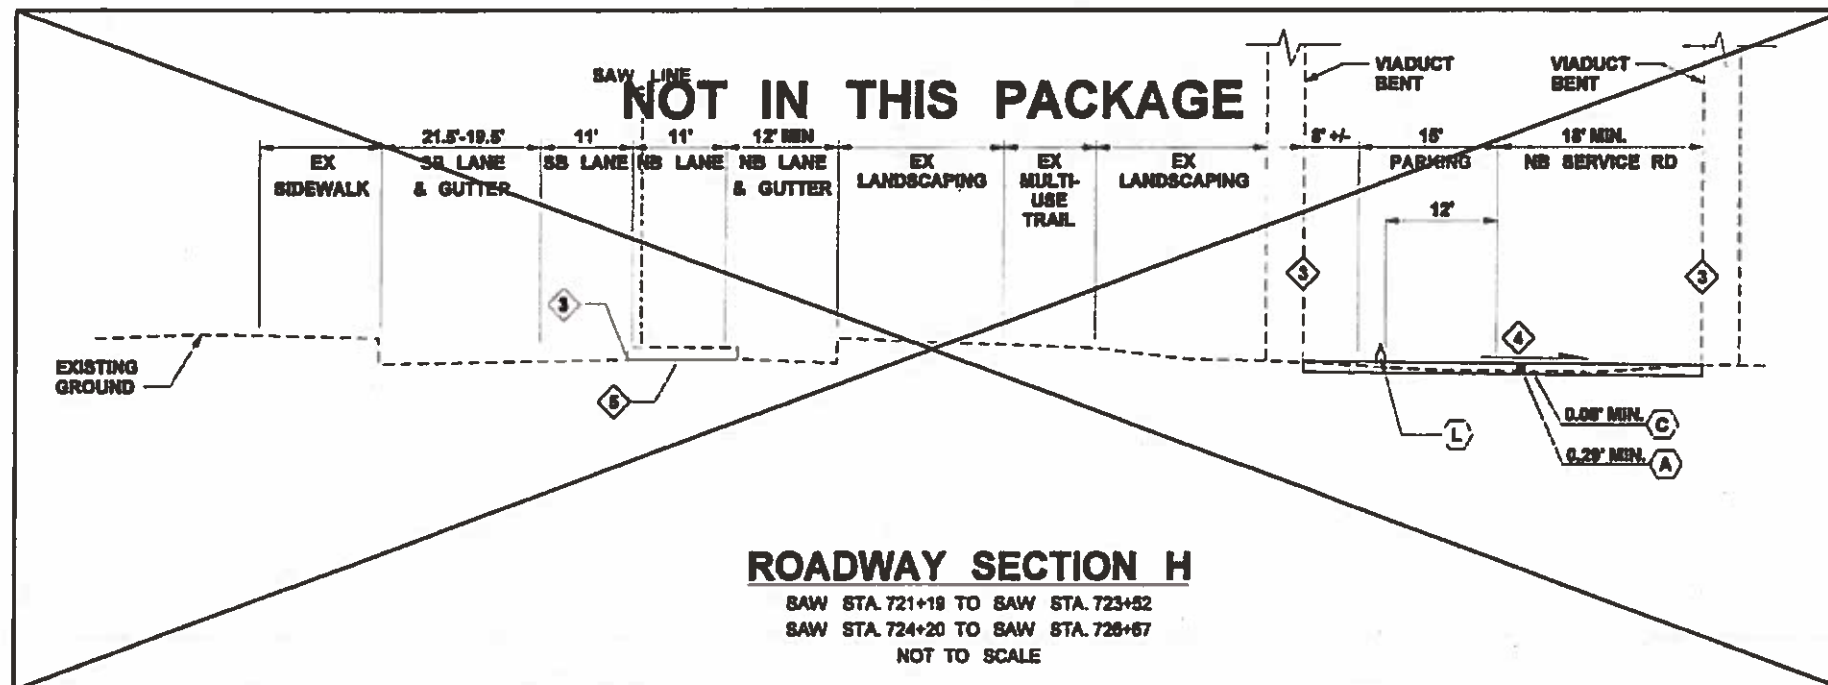 NOT IN THIS PACKAGE
SAW LINE
VIADUCT
BENT
VIADUCT
BENT
21.5'-19.5'
11'
11'
12' MIN
8' +/-
15'
18' MIN.
EX
SIDEWALK
SB LANE
& GUTTER
SB LANE
NB LANE
NB LANE
& GUTTER
EX
LANDSCAPING
EX
MULTI-
USE
TRAIL
EX
LANDSCAPING
PARKING
NB SERVICE RD
12'
3
3
3
4
EXISTING
GROUND
5
L
0.08' MIN.
C
0.29' MIN.
A
ROADWAY SECTION H
SAW STA. 721+19 TO SAW STA. 723+52
SAW STA. 724+20 TO SAW STA.
NOT TO SCALE